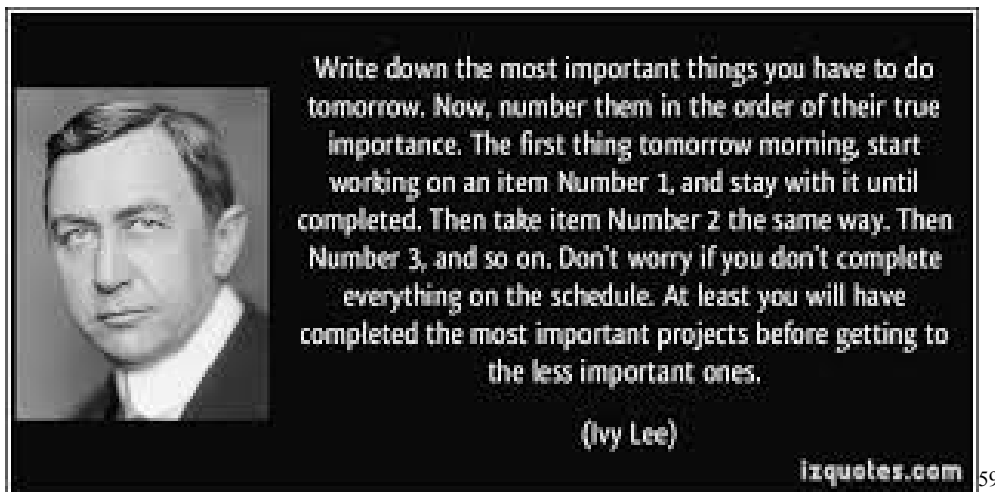 Write down the most important things you have to do
tomorrow. Now, number them in the order of their true
importance. The first thing tomorrow morning, start
working on an item Number 1, and stay with it until
completed. Then take item Number 2 the same way. Then
Number 3, and so on. Don't worry if you don't complete
everything on the schedule. At least you will have
completed the most important projects before getting to
the less important ones.
(Ivy Lee)
izquotes.com
59